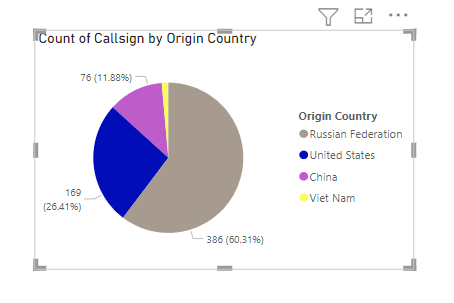 Count of Callsign by Origin Country
76 (11.88%)
169
(26.41%)
386 (60.31%)
Origin Country
Russian Federation
United States
China
Viet Nam